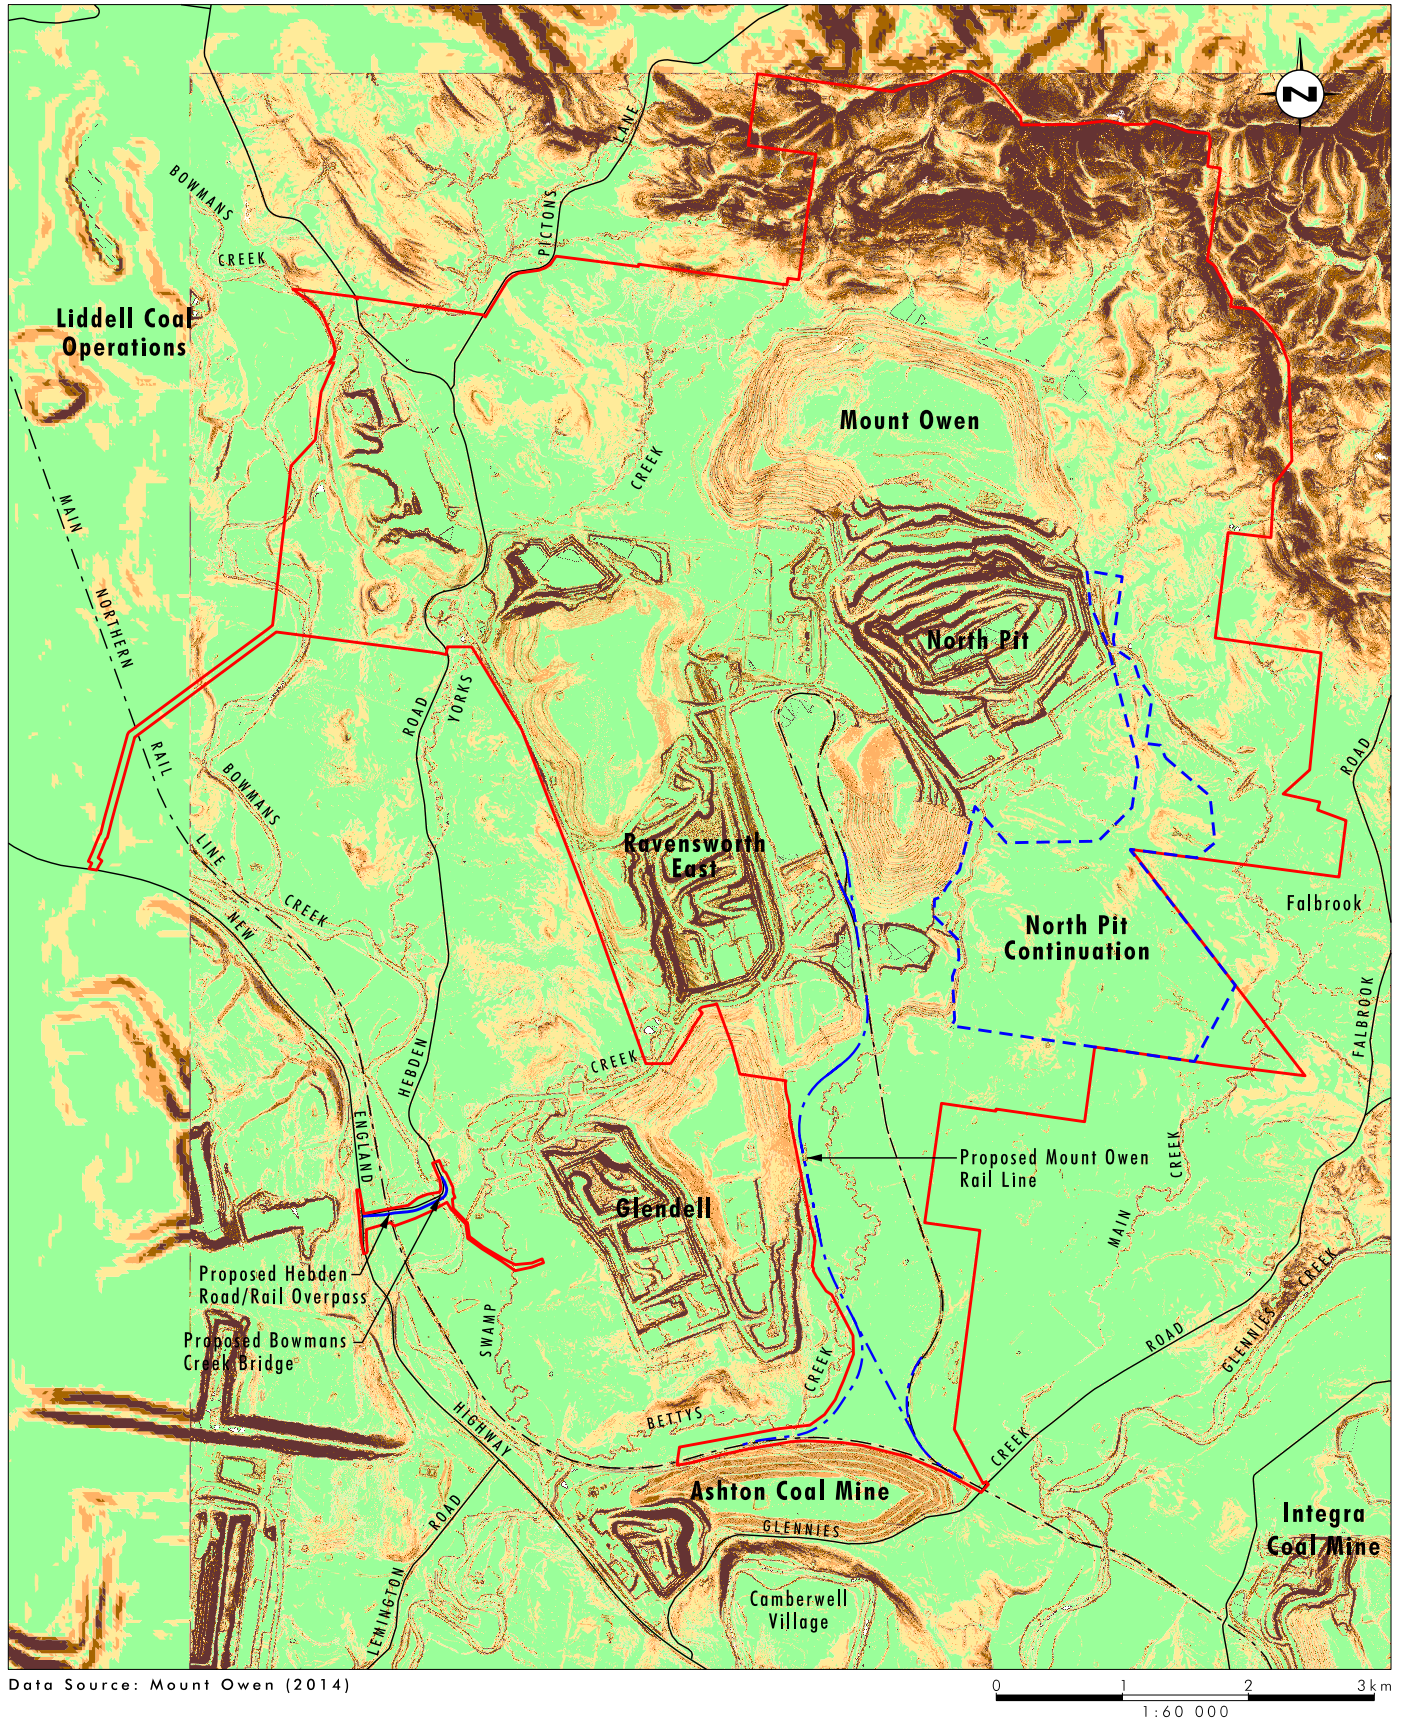 N
PICTONS LANE
BOWMANS
CREEK
Liddell Coal
Operations
Mount Owen
CREEK
MAIN
NORTHERN
RAIL
LINE
North Pit
ROAD
YORKS
ROAD
BOWMANS
CREEK
Ravensworth
East
NEW
Falbrook
North Pit
Continuation
FALBROOK
HEBDEN
CREEK
ENGLAND
Proposed Mount Owen
Rail Line
CREEK
MAIN
Glendell
Proposed Hebden
Road/Rail Overpass
GLENNIES CREEK
SWAMP
Proposed Bowmans
Creek Bridge
ROAD
CREEK
BETTYS
HIGHWAY
CREEK
Ashton Coal Mine
ROAD
GLENNIES
Integra
Coal Mine
LEMINGTON
Camberwell
Village
Data Source: Mount Owen (2014)
0 1 2 3km
1:60 000